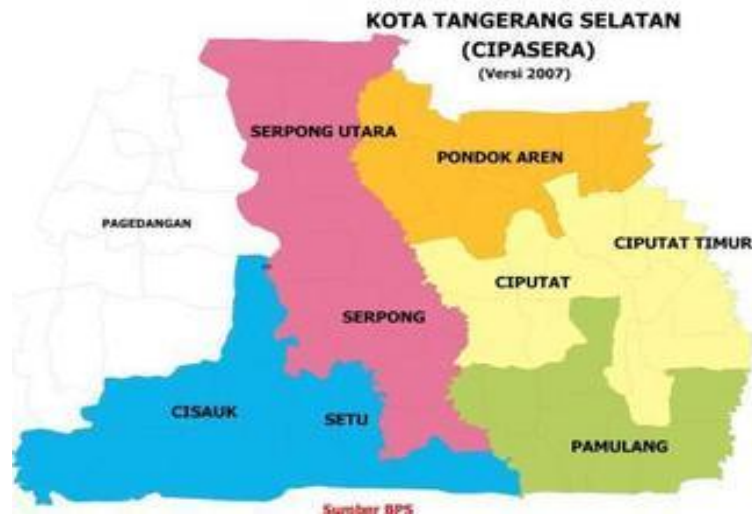 KOTA TANGERANG SELATAN
(CIPASERA)
(Versi 2007)
SERPONG UTARA
PONDOK AREN
PAGEDANGAN
CIPUTAT TIMUR
CIPUTAT
SERPONG
CISAUK
SETU
PAMULANG
Sumber BPS